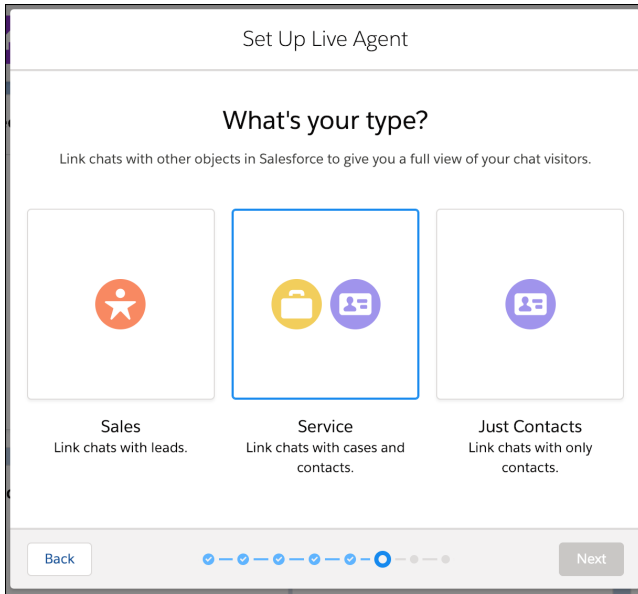 Set Up Live Agent
What's your type?
Link chats with other objects in Salesforce to give you a full view of your chat visitors.
Sales
Link chats with leads.
Service
Link chats with cases and
contacts.
Just Contacts
Link chats with only
contacts.
Back
Next